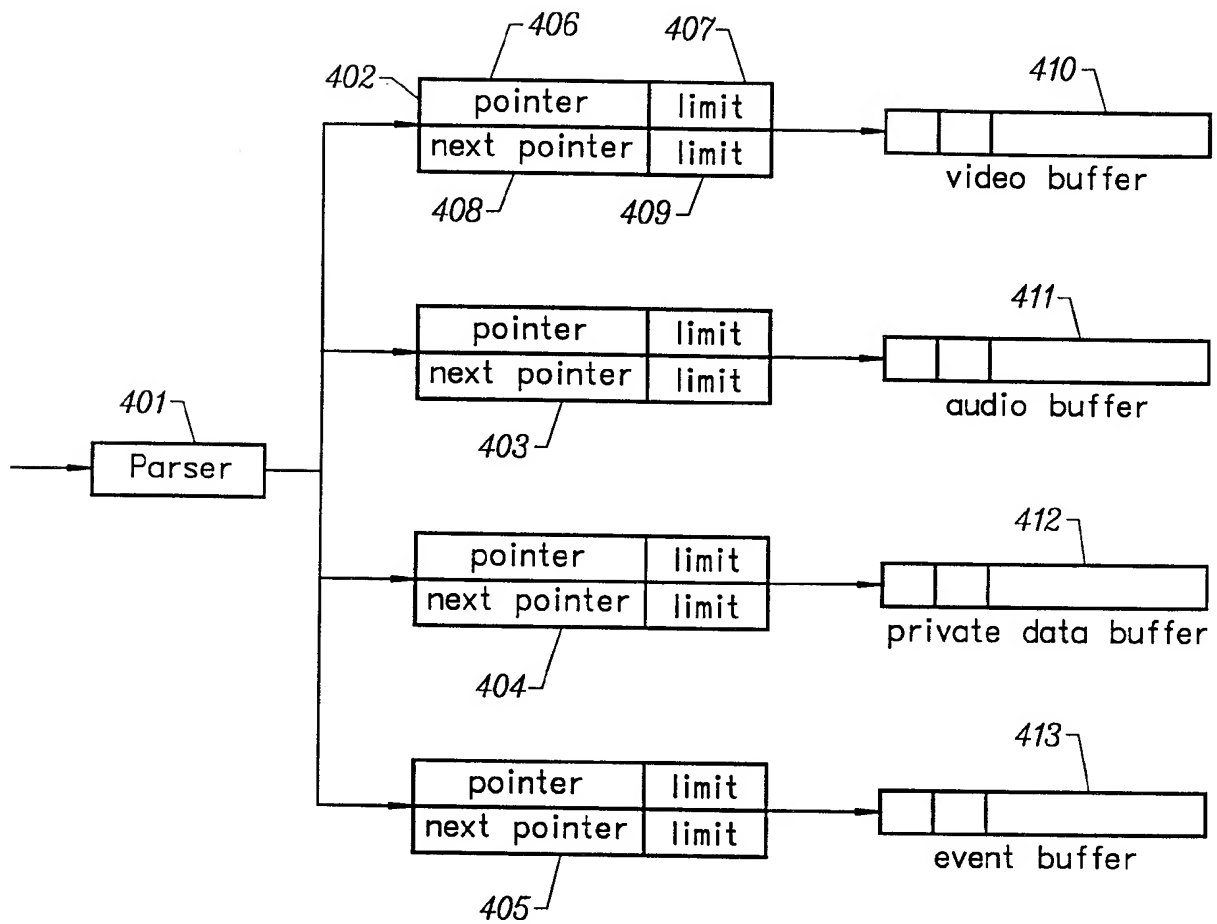 406
407
402
410
pointer limit
next pointer limit
video buffer
408
409
411
pointer limit
next pointer limit
audio buffer
401
403
Parser
412
pointer limit
next pointer limit
private data buffer
404
413
pointer limit
next pointer limit
event buffer
405